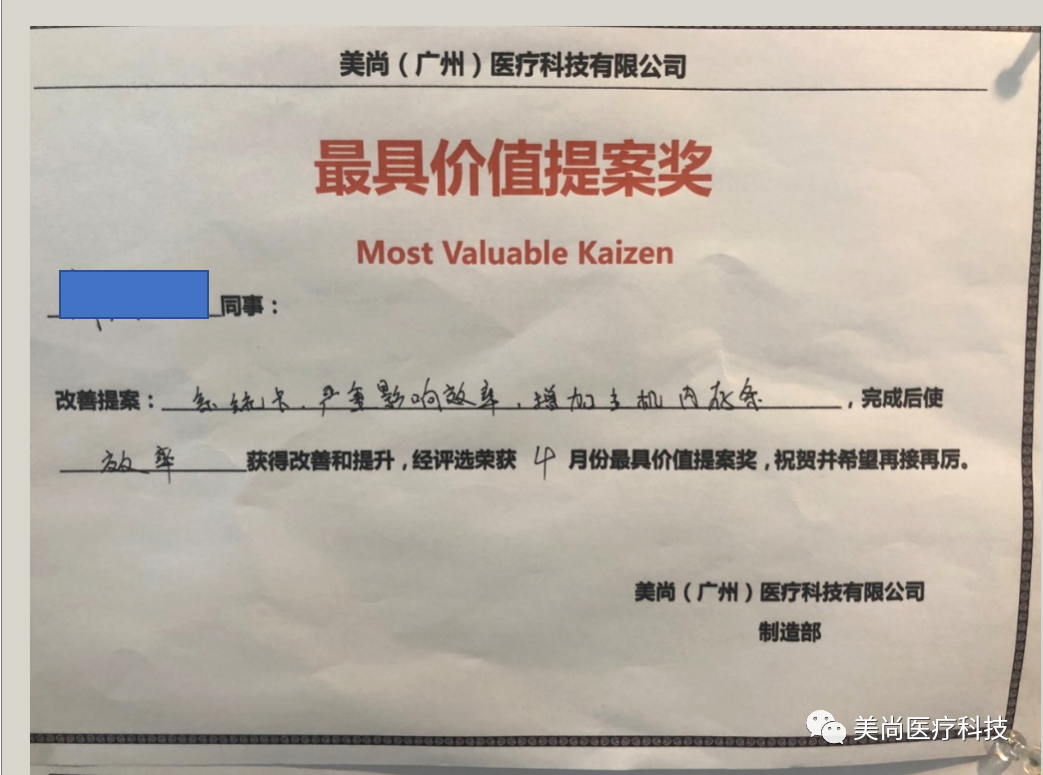 美尚（广州）医疗科技有限公司
最具价值提案奖
Most Valuable Kaizen
同事：
改善提案：系统卡、严重影响效率，增加主机内存条，完成后使
效率获得改善和提升，经评选荣获 4 月份最具价值提案奖，祝贺并希望再接再厉。
美尚（广州）医疗科技有限公司
制造部
美尚医疗科技